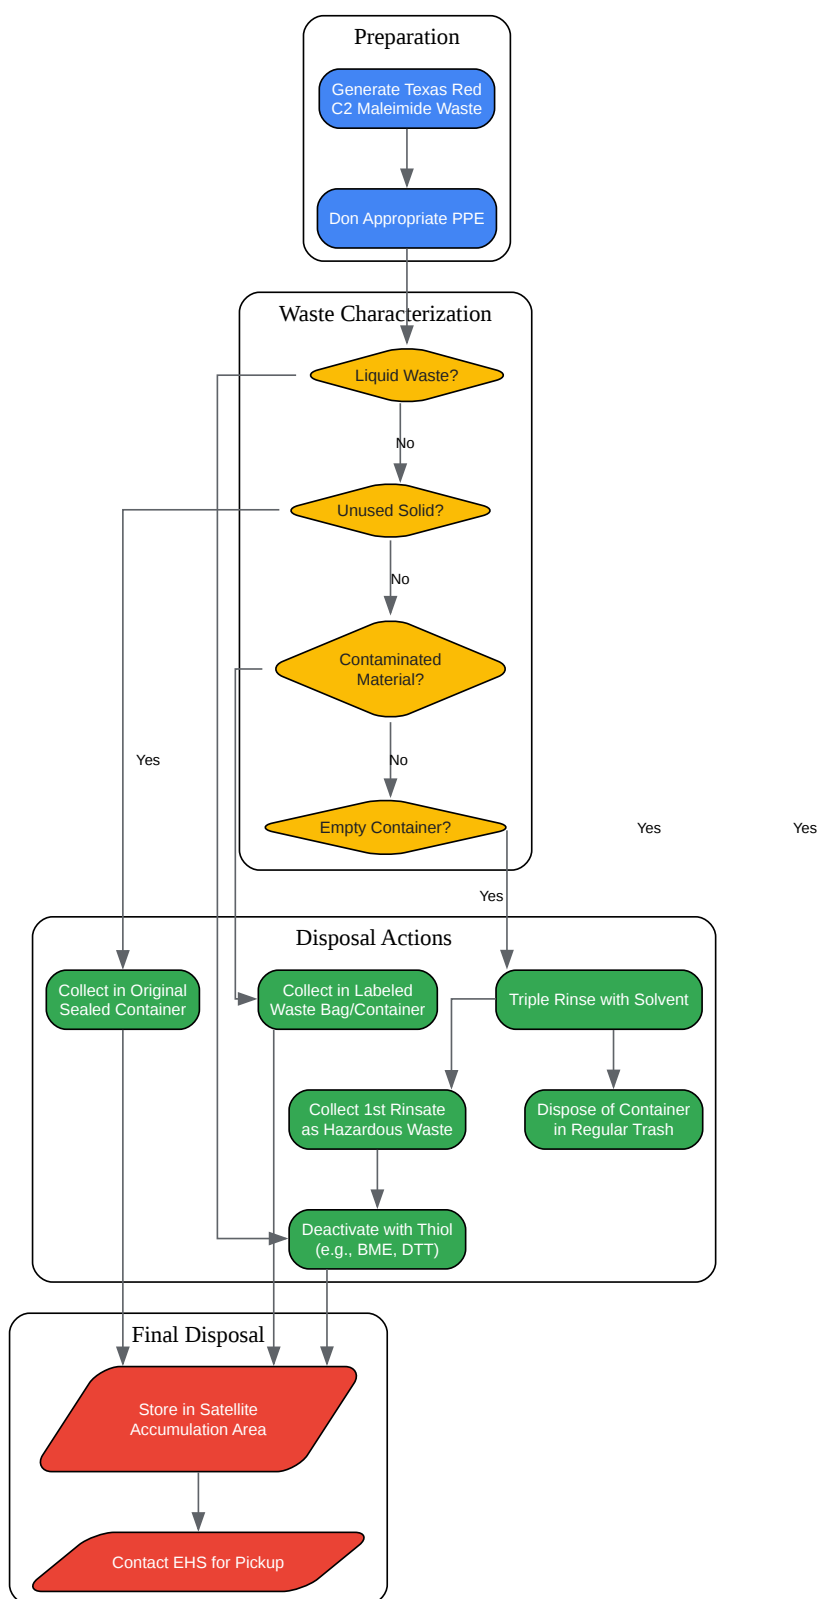 Preparation
Generate Texas Red
C2 Maleimide Waste
Don Appropriate PPE
Waste Characterization
Liquid Waste?
No
Unused Solid?
No
Contaminated
Material?
Yes
No
Empty Container?
Yes
Yes
Yes
Disposal Actions
Collect in Original
Sealed Container
Collect in Labeled
Waste Bag/Container
Triple Rinse with Solvent
Collect 1st Rinsate
as Hazardous Waste
Dispose of Container
in Regular Trash
Deactivate with Thiol
(e.g., BME, DTT)
Final Disposal
Store in Satellite
Accumulation Area
Contact EHS for Pickup